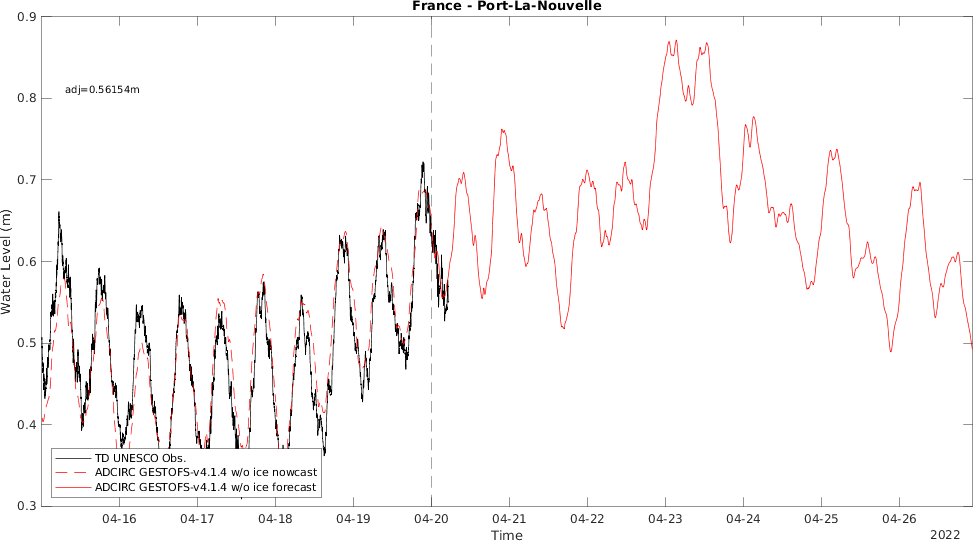 France - Port-La-Nouvelle
0.9
0.8
0.7
0.6
0.5
0.4
0.3
Water Level (m)
adj=0.56154m
TD UNESCO Obs.
ADCIRC GESTOFS-v4.1.4 w/o ice nowcast
ADCIRC GESTOFS-v4.1.4 w/o ice forecast
04-16 04-17 04-18 04-19 04-20 04-21 04-22 04-23 04-24 04-25 04-26
Time
2022